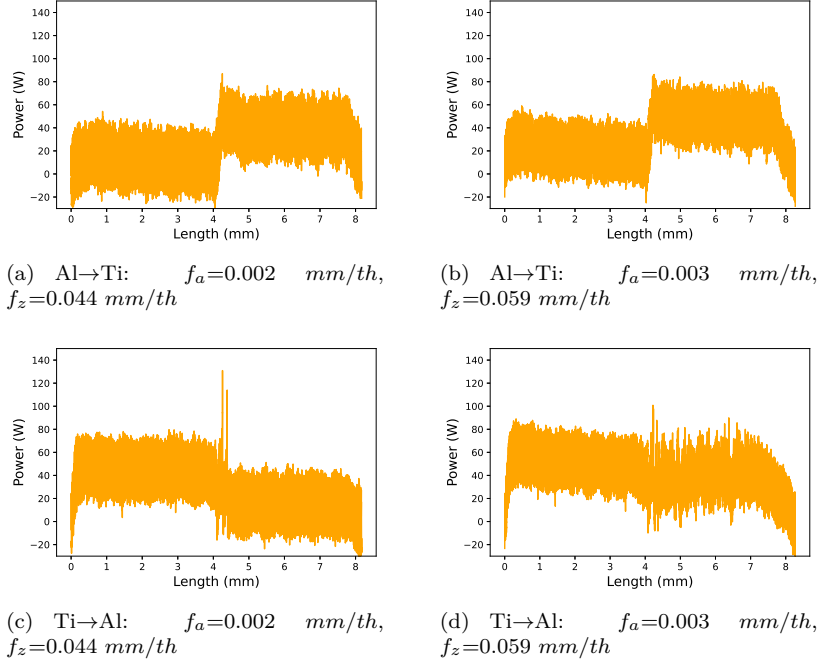 140
120
100
80
60
40
20
0
−20
Power (W)
0 1 2 3 4 5 6 7 8
Length (mm)
(a) Al→Ti: fₐ=0.002 mm/th,
f_z=0.044 mm/th
140
120
100
80
60
40
20
0
−20
Power (W)
0 1 2 3 4 5 6 7 8
Length (mm)
(b) Al→Ti: fₐ=0.003 mm/th,
f_z=0.059 mm/th
140
120
100
80
60
40
20
0
−20
Power (W)
0 1 2 3 4 5 6 7 8
Length (mm)
(c) Ti→Al: fₐ=0.002 mm/th,
f_z=0.044 mm/th
140
120
100
80
60
40
20
0
−20
Power (W)
0 1 2 3 4 5 6 7 8
Length (mm)
(d) Ti→Al: fₐ=0.003 mm/th,
f_z=0.059 mm/th